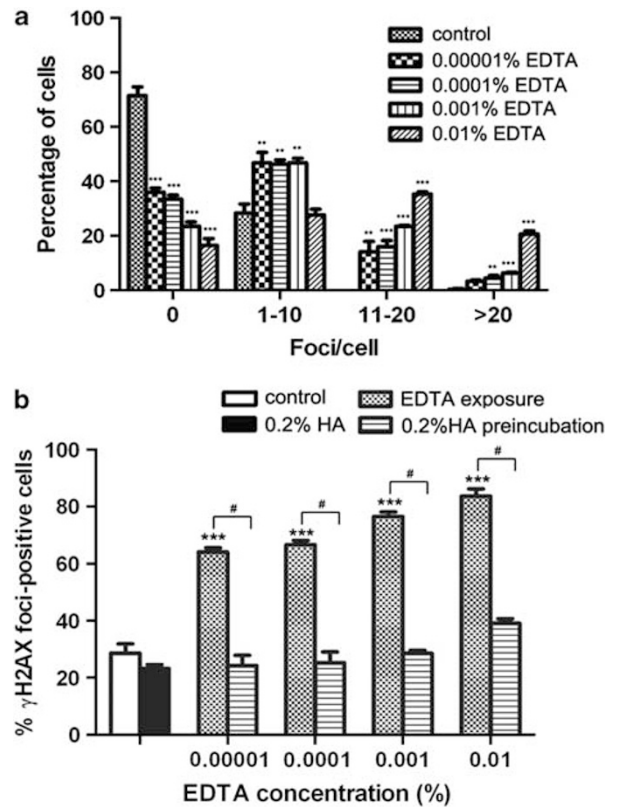 a
control
0.00001% EDTA
0.0001% EDTA
0.001% EDTA
0.01% EDTA
Percentage of cells
100
80
60
40
20
0
** ** **
*** *** *** ***
** ** *** ***
** *** ***
0 1-10 11-20 >20
Foci/cell
b
control EDTA exposure
0.2% HA 0.2%HA preincubation
% γH2AX foci-positive cells
100
80
60
40
20
0
*** # *** # *** # *** #
0.00001 0.0001 0.001 0.01
EDTA concentration (%)